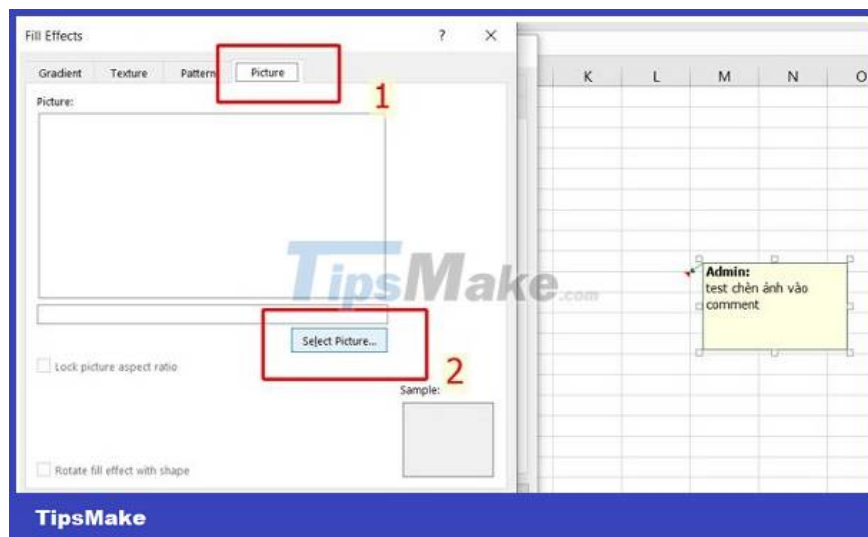 Fill Effects
Gradient Texture Pattern Picture
1
Picture:
TipsMake.com
Select Picture...
2
Lock picture aspect ratio
Sample:
Rotate fill effect with shape
K L M N O
Admin:
test chèn ảnh vào
comment
TipsMake